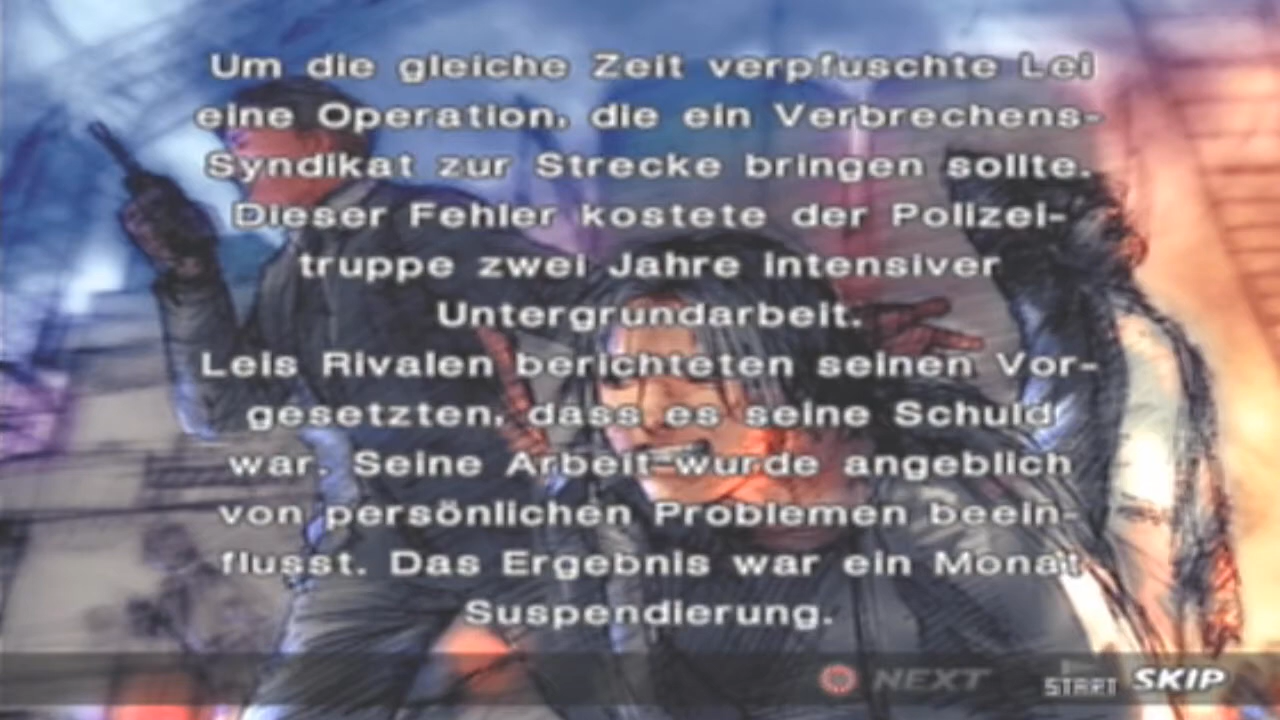 Um die gleiche Zeit verpfuschte Lei
eine Operation, die ein Verbrechens-
Syndikat zur Strecke bringen sollte.
Dieser Fehler kostete der Polizei-
truppe zwei Jahre intensiver
Untergrundarbeit.
Leis Rivalen berichteten seinen Vor-
gesetzten, dass es seine Schuld
war. Seine Arbeit wurde angeblich
von persönlichen Problemen beein-
flusst. Das Ergebnis war ein Monat
Suspendierung.
NEXT START SKIP